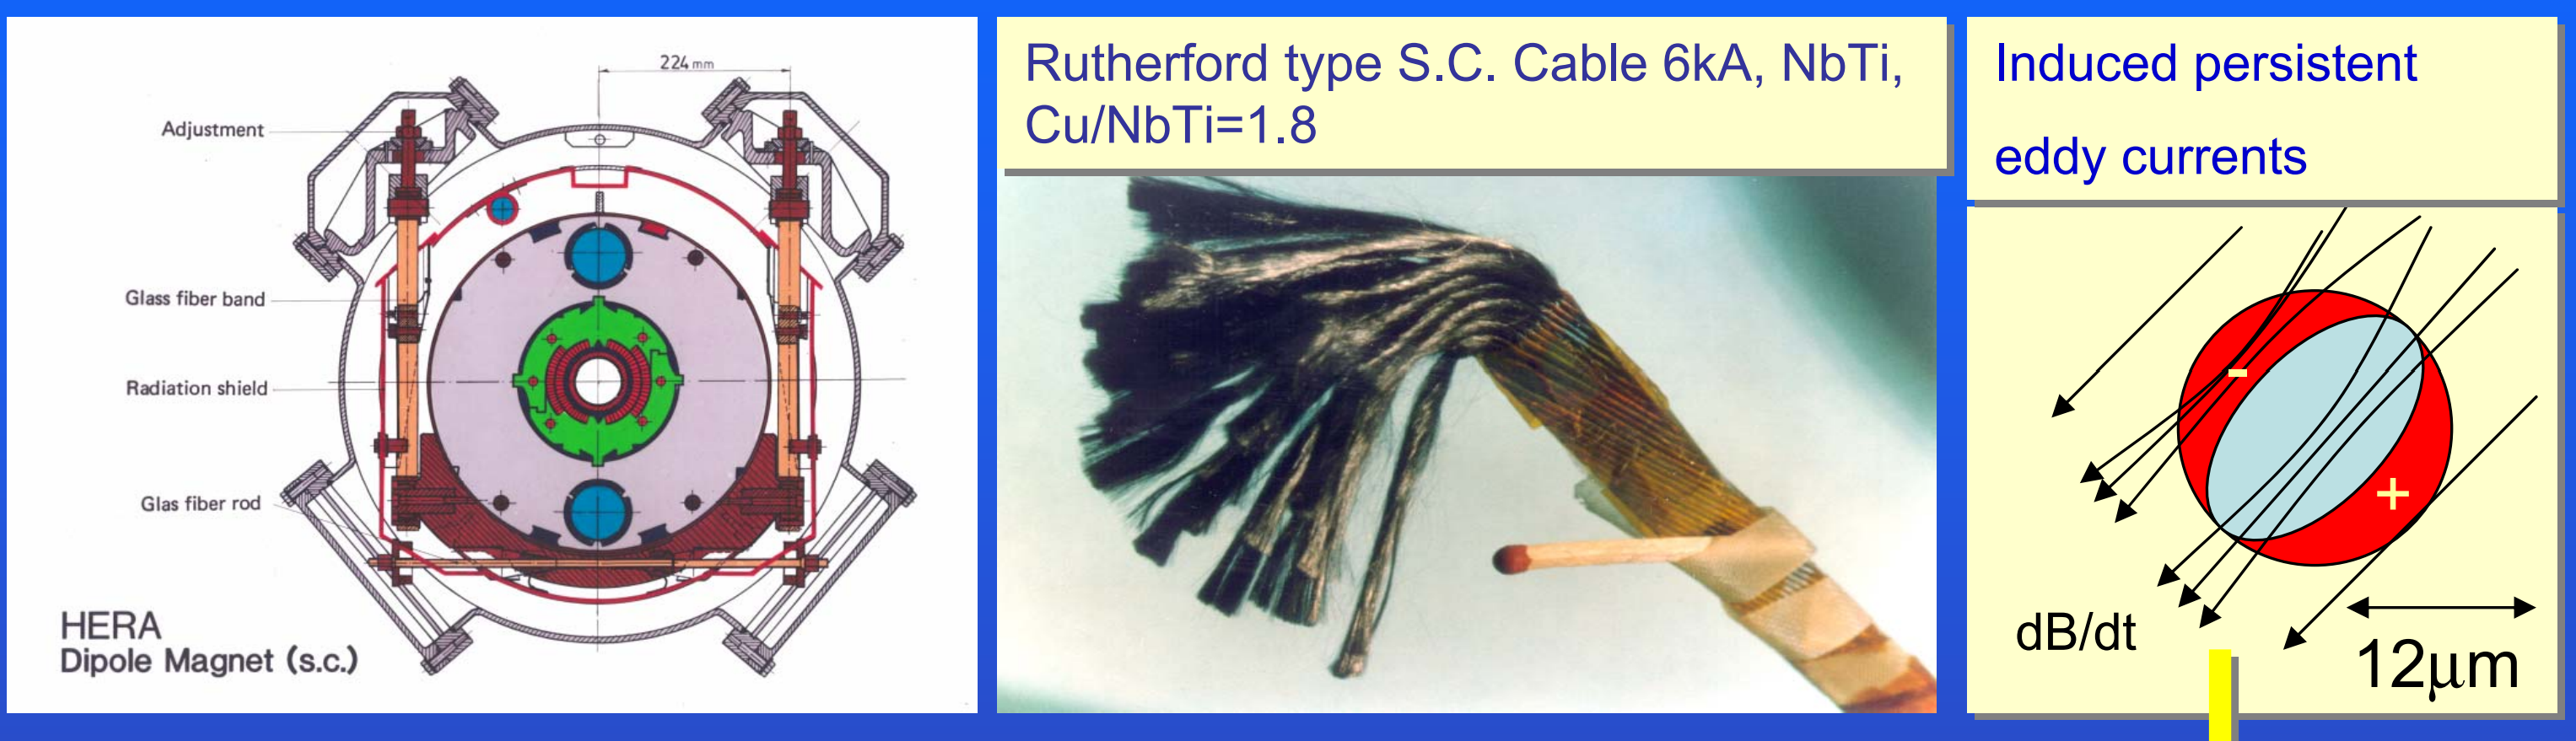 224 mm
Adjustment
Glass fiber band
Radiation shield
Glas fiber rod
HERA
Dipole Magnet (s.c.)
Rutherford type S.C. Cable 6kA, NbTi,
Cu/NbTi=1.8
Induced persistent
eddy currents
-
+
dB/dt
12μm